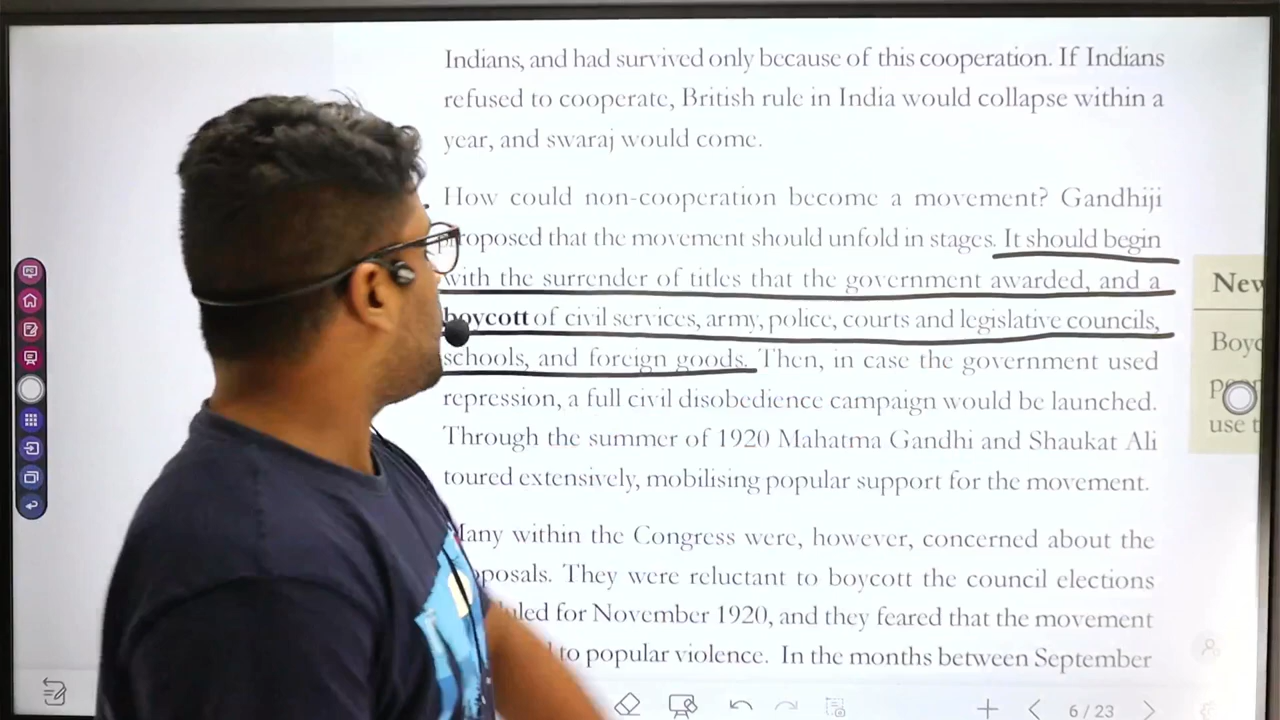 Indians, and had survived only because of this cooperation. If Indians
refused to cooperate, British rule in India would collapse within a
year, and swaraj would come.
How could non-cooperation become a movement? Gandhiji
proposed that the movement should unfold in stages. It should begin
with the surrender of titles that the government awarded, and a
boycott of civil services, army, police, courts and legislative councils,
schools, and foreign goods. Then, in case the government used
repression, a full civil disobedience campaign would be launched.
Through the summer of 1920 Mahatma Gandhi and Shaukat Ali
toured extensively, mobilising popular support for the movement.
Many within the Congress were, however, concerned about the
proposals. They were reluctant to boycott the council elections
for November 1920, and they feared that the movement
to popular violence. In the months between September
New
Boyc
use t
6 / 23